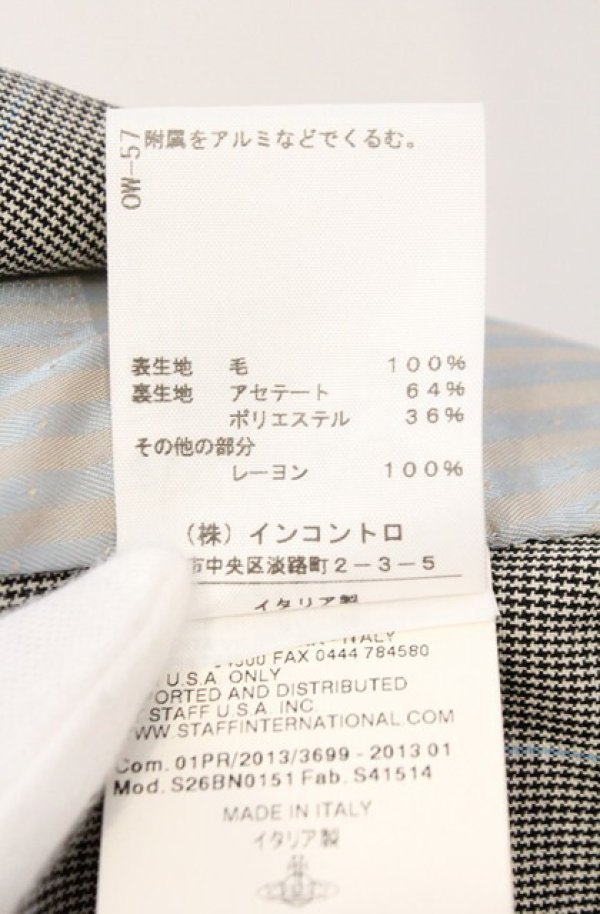 OW-57
附属をアルミなどでくるむ。
表生地 毛 100%
裏生地 アセテート 64%
ポリエステル 36%
その他の部分
レーヨン 100%
(株) インコントロ
市中央区淡路町2-3-5
イタリア製
ITALY
FAX 0444 784580
U.S.A ONLY
AND DISTRIBUTED
STAFF U.S.A. INC
WWW.STAFFINTERNATIONAL.COM
Com. 01PR/2013/3699 - 2013 01
Mod. S26BN0151 Fab. S41514
MADE IN ITALY
イタリア製